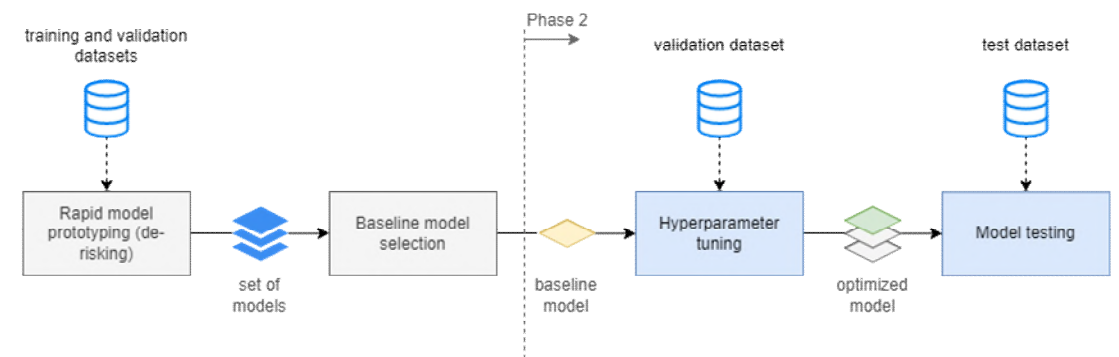 Phase 2
training and validation
datasets
validation dataset
test dataset
Rapid model
prototyping (de-
risking)
Baseline model
selection
Hyperparameter
tuning
Model testing
set of
models
baseline
model
optimized
model